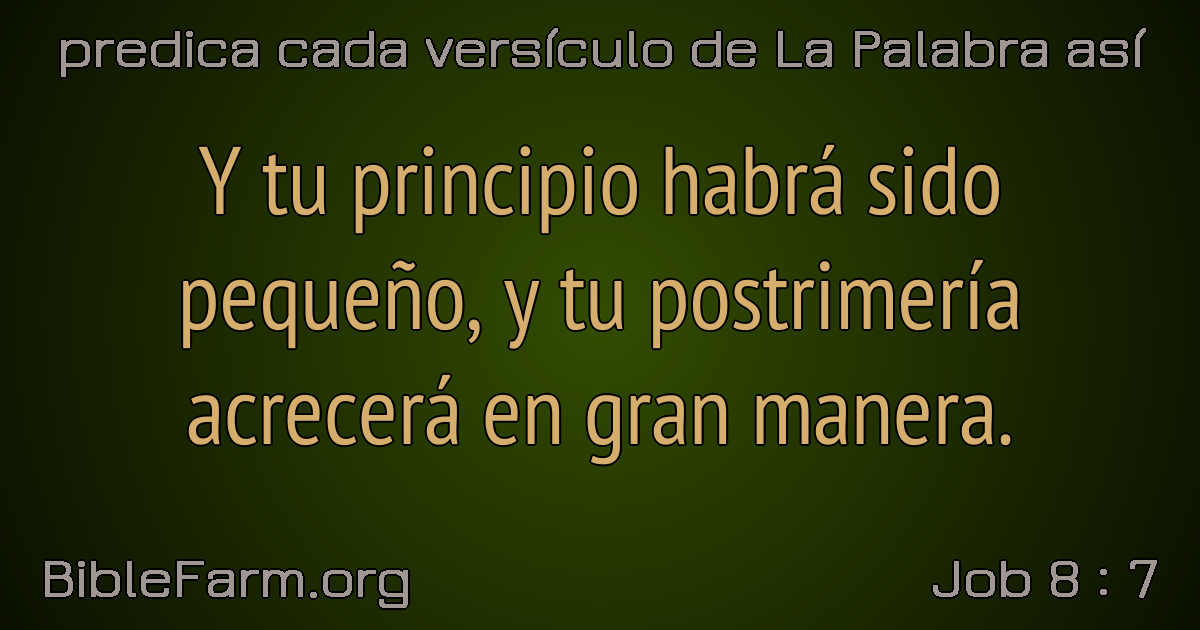 predica cada versículo de La Palabra así
Y tu principio habrá sido
pequeño, y tu postrimería
acrecerá en gran manera.
BibleFarm.org
Job 8 : 7